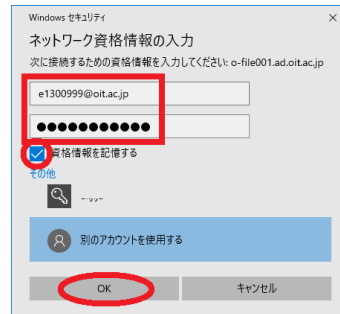 Windows セキュリティ
ネットワーク資格情報の入力
次に接続するための資格情報を入力してください: o-file001.ad.oit.ac.jp
e1300999@oit.ac.jp
●●●●●●●●●●●
資格情報を記憶する
その他
別のアカウントを使用する
OK
キャンセル